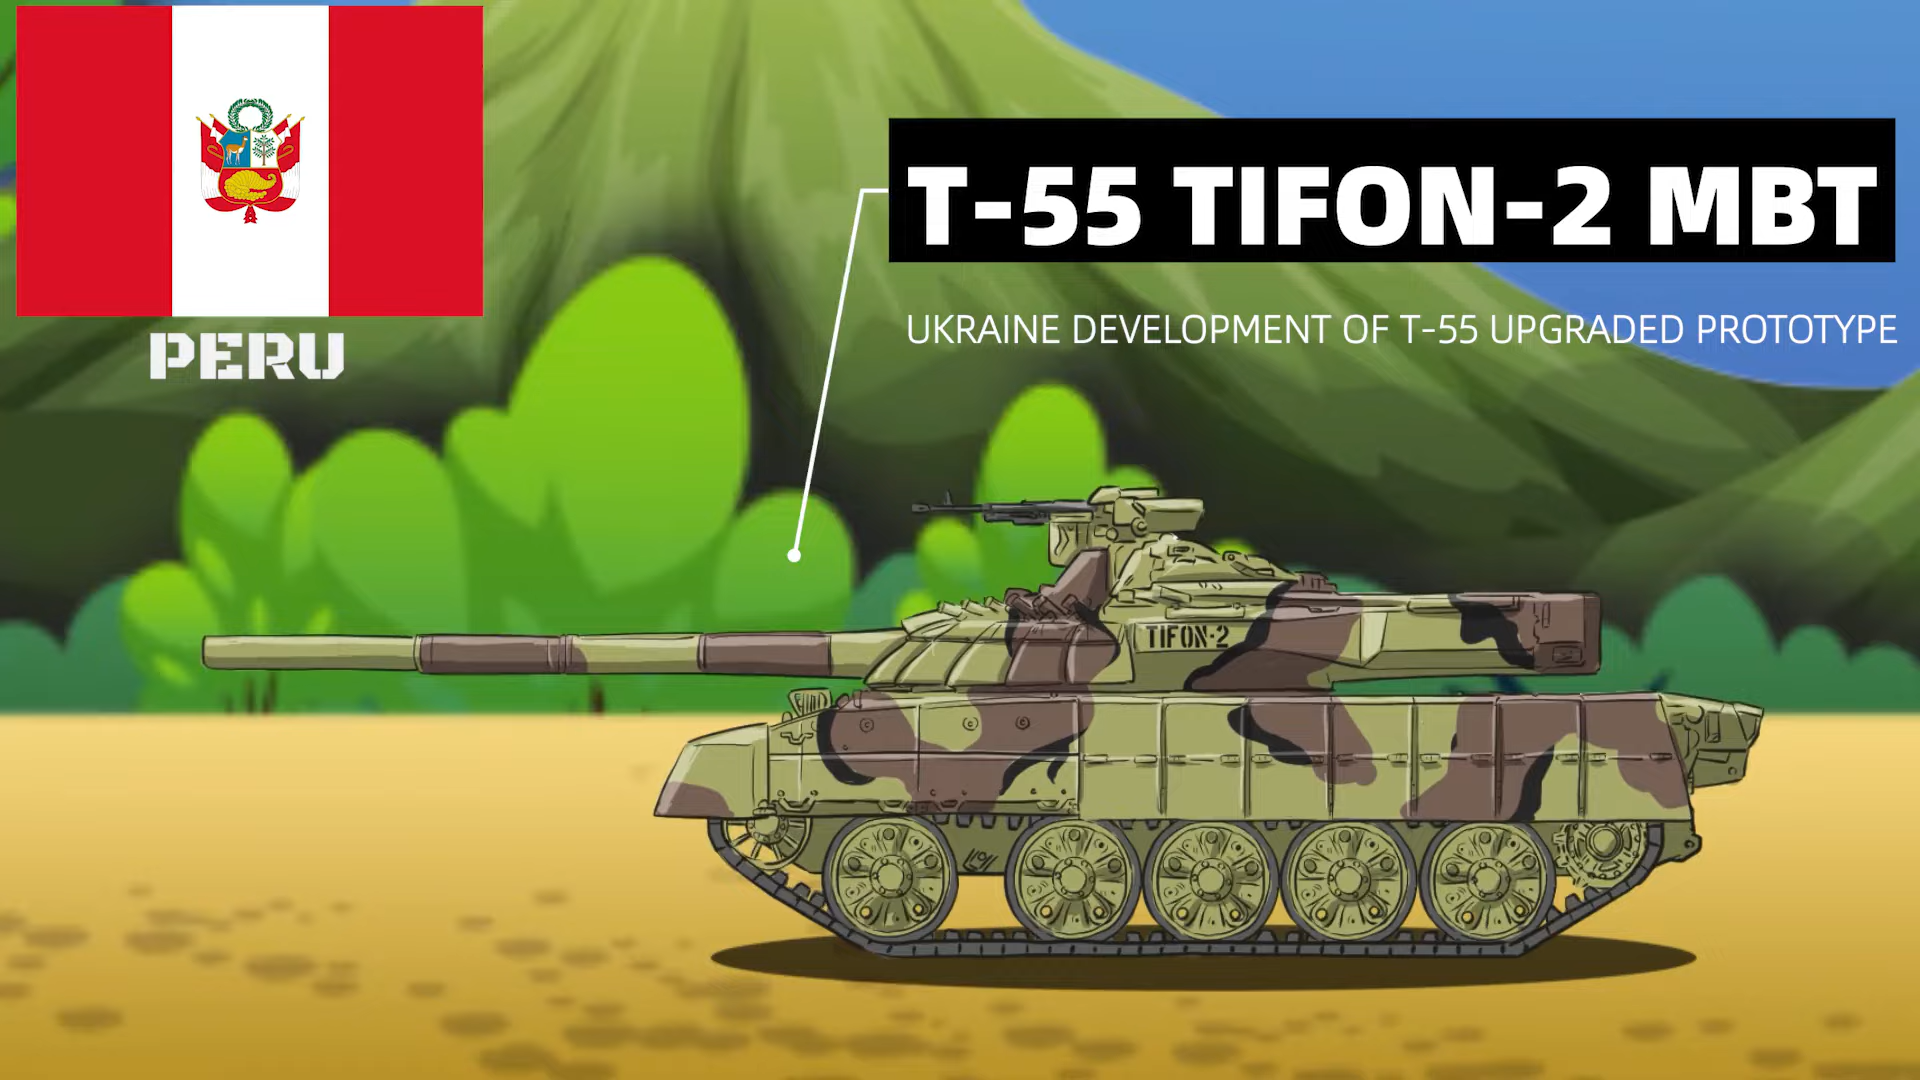 PERU
T-55 TIFON-2 MBT
UKRAINE DEVELOPMENT OF T-55 UPGRADED PROTOTYPE
TIFON-2